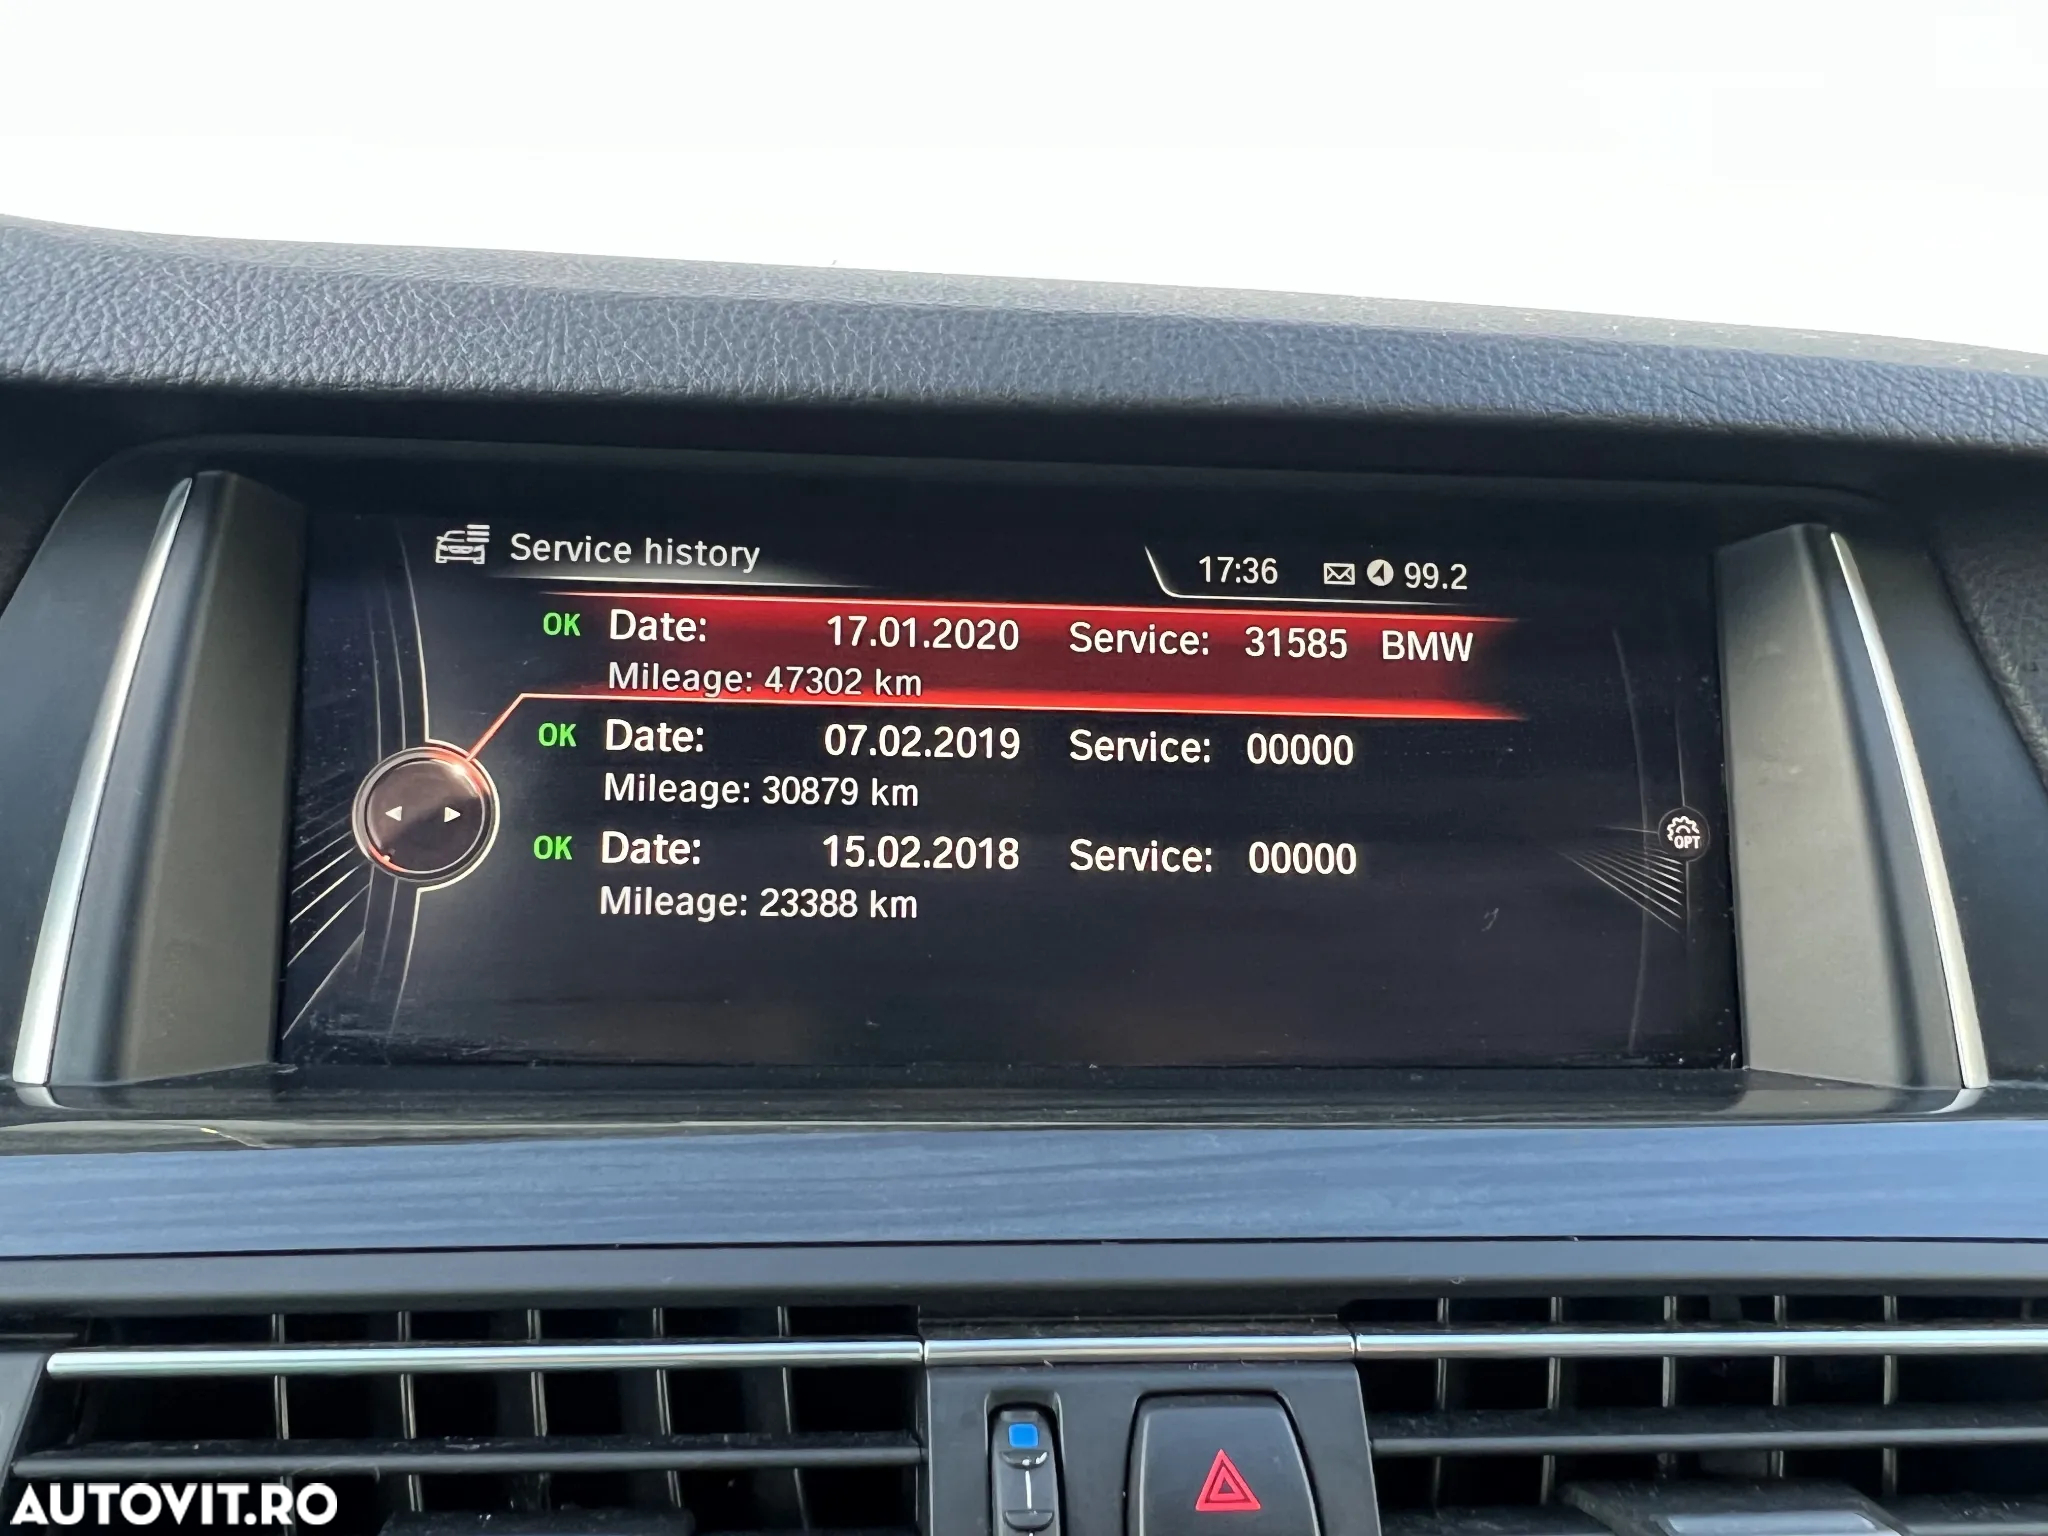 Service history
17:36 99.2
OK Date: 17.01.2020 Service: 31585 BMW
Mileage: 47302 km
OK Date: 07.02.2019 Service: 00000
Mileage: 30879 km
OK Date: 15.02.2018 Service: 00000
Mileage: 23388 km
OPT
AUTOVIT.RO